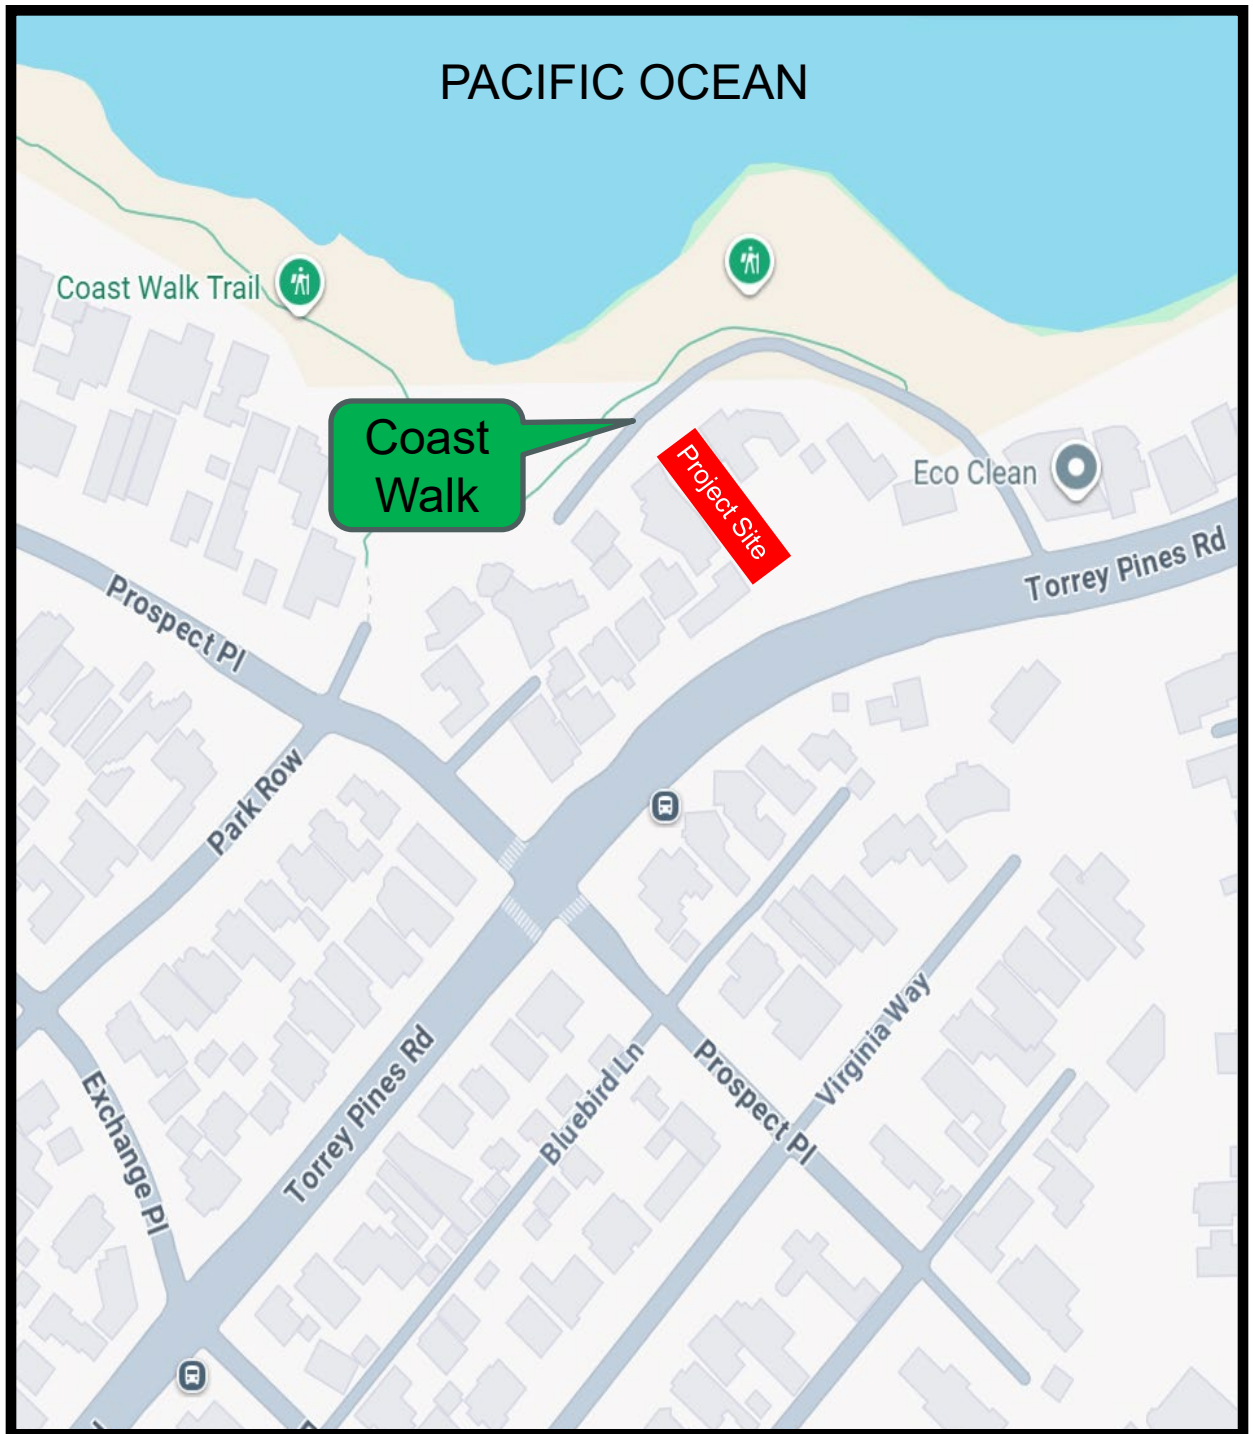 PACIFIC OCEAN
Coast Walk Trail
Coast
Walk
Project Site
Eco Clean
Torrey Pines Rd
Prospect Pl
Park Row
Exchange Pl
Torrey Pines Rd
Bluebird Ln
Prospect Pl
Virginia Way